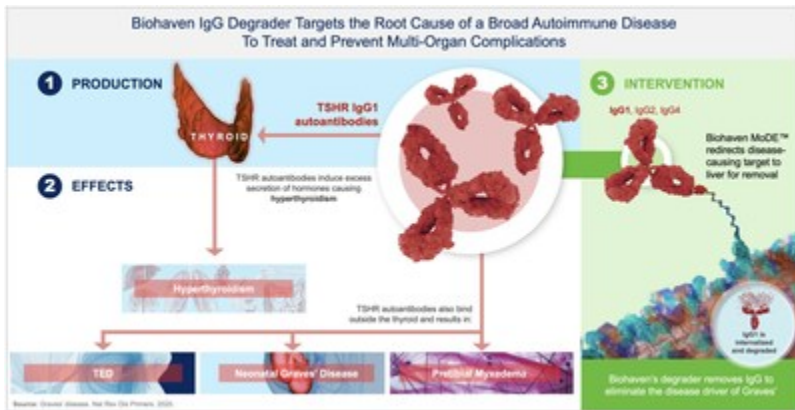 Biohaven IgG Degrader Targets the Root Cause of a Broad Autoimmune Disease
To Treat and Prevent Multi-Organ Complications
1 PRODUCTION
THYROID
TSHR IgG1
autoantibodies
2 EFFECTS
TSHR autoantibodies induce excess
secretion of hormones causing
hyperthyroidism
Hyperthyroidism
TSHR autoantibodies also bind
outside the thyroid and results in:
TED
Neonatal Graves' Disease
Pretibial Myxedema
3 INTERVENTION
IgG1, IgG2, IgG4
Biohaven MoDE™
redirects disease-
causing target to
liver for removal
IgG1 is
internalized
and degraded
Biohaven's degrader removes IgG to
eliminate the disease driver of Graves'
Source: Graves' disease. Nat Rev Dis Primers. 2020.